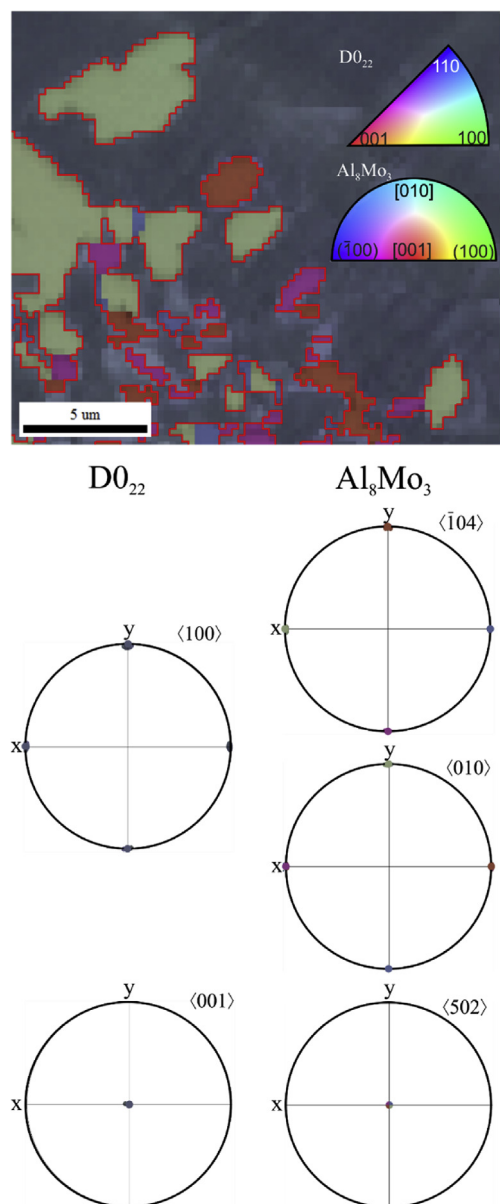 D0₂₂
110
001
100
Al₈Mo₃
[010]
(1̄00)
[001]
(100)
5 um
D0₂₂
Al₈Mo₃
y
⟨1̄04⟩
x
y
⟨100⟩
x
y
⟨010⟩
x
y
⟨001⟩
x
y
⟨502⟩
x